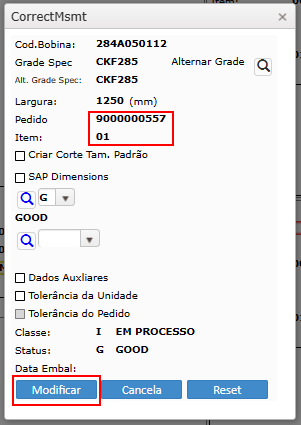 CorrectMsmt ×
Cod.Bobina: 284A050112
Grade Spec CKF285 Alternar Grade
Alt. Grade Spec: CKF285
Largura: 1250 (mm)
Pedido 9000000557
Item: 01
Criar Corte Tam. Padrão
SAP Dimensions
G
GOOD
Dados Auxliares
Tolerância da Unidade
Tolerância do Pedido
Classe: I EM PROCESSO
Status: G GOOD
Data Embal:
Modificar Cancela Reset